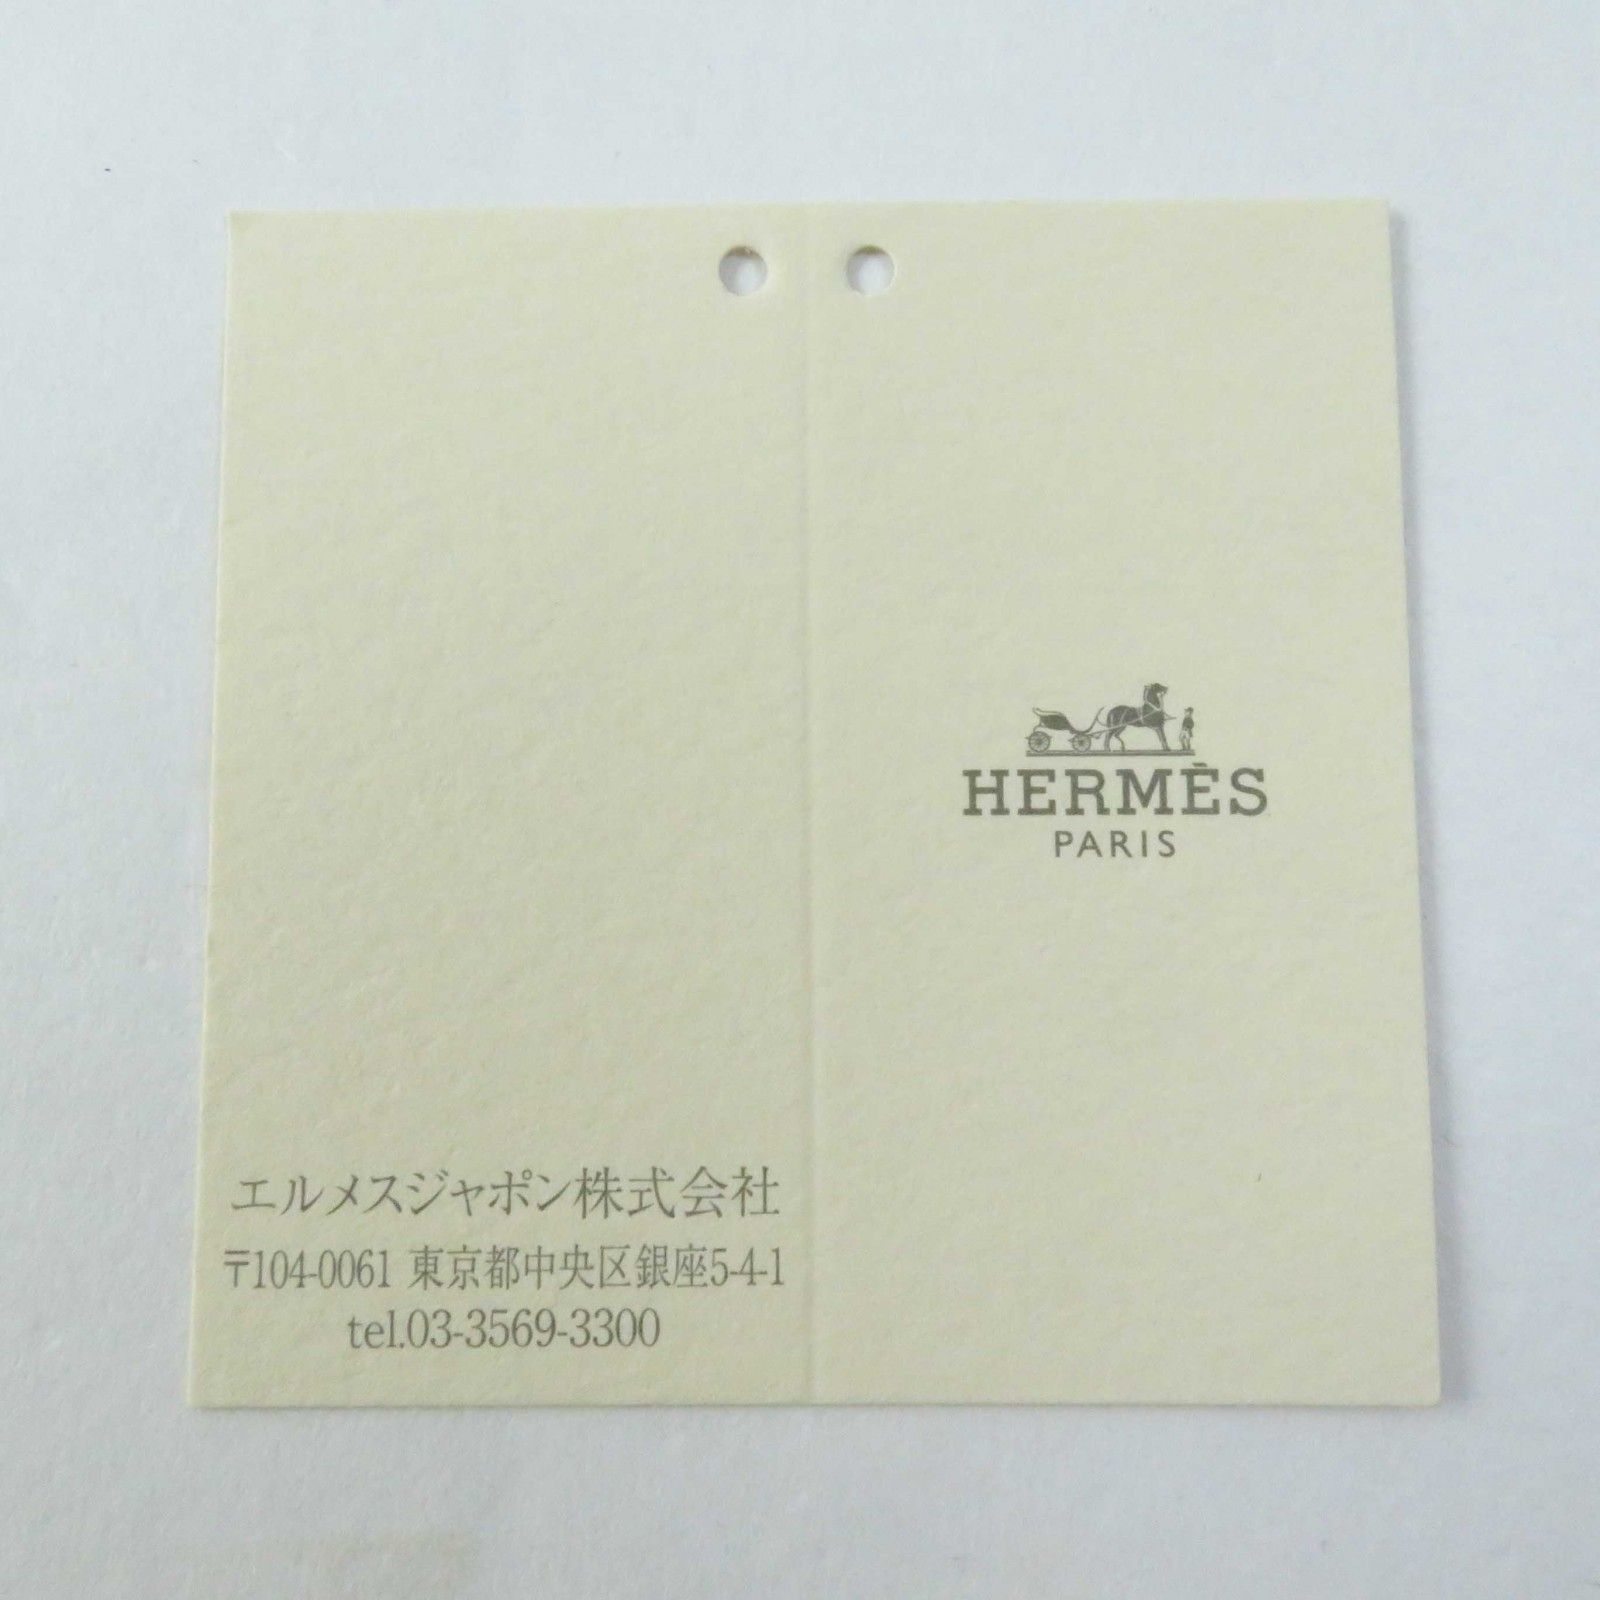 HERMÈS
PARIS
エルメスジャポン株式会社
〒104-0061 東京都中央区銀座5-4-1
tel.03-3569-3300